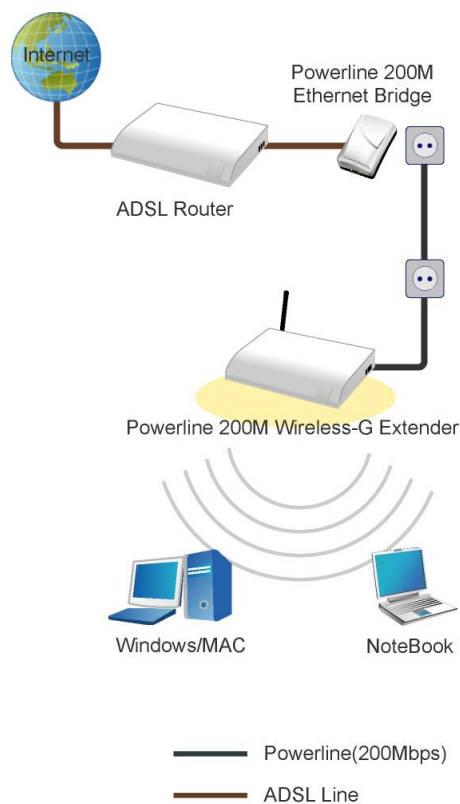 Internet
Powerline 200M
Ethernet Bridge
ADSL Router
Powerline 200M Wireless-G Extender
Windows/MAC
NoteBook
Powerline(200Mbps)
ADSL Line